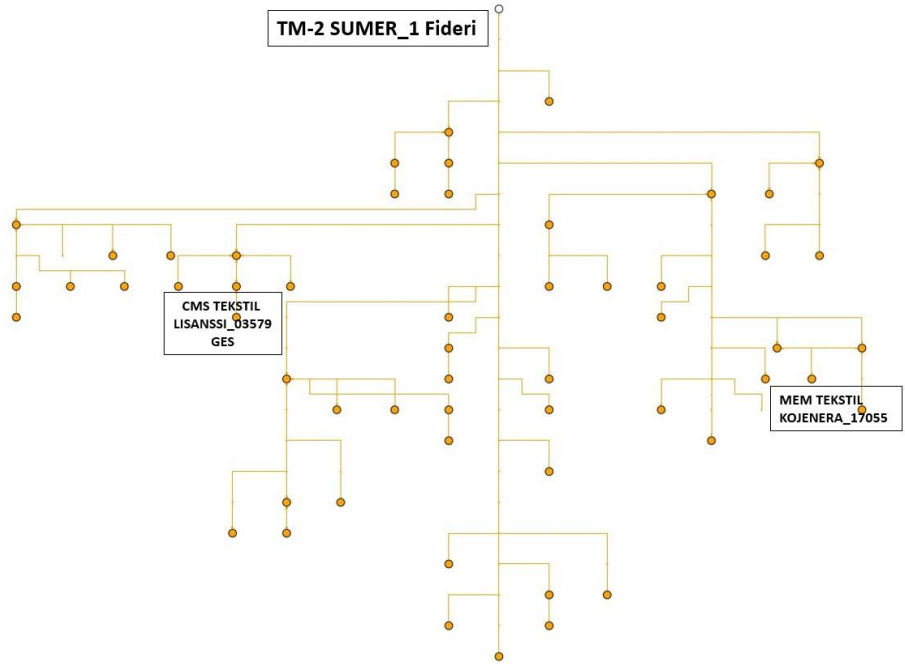 TM-2 SUMER_1 Fideri
CMS TEKSTIL
LISANSSI_03579
GES
MEM TEKSTIL
KOJENERA_17055